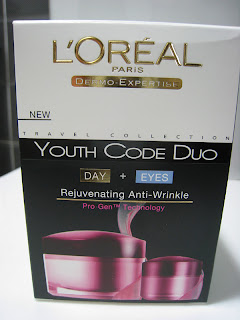 L'ORÉAL
PARIS
DERMO-EXPERTISE
NEW
TRAVEL COLLECTION
YOUTH CODE DUO
DAY + EYES
Rejuvenating Anti-Wrinkle
Pro-Gen™ Technology